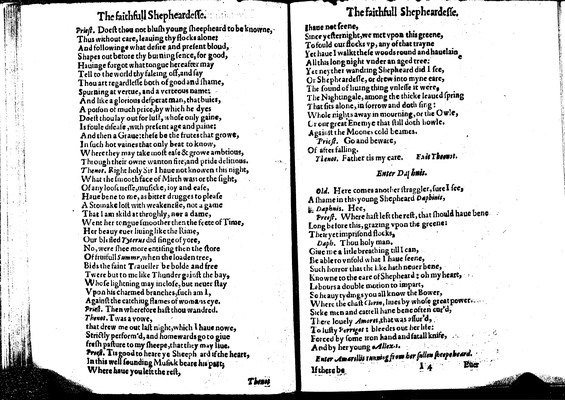 The faithfull Shepheardesse.
Priest. Doest thou not blush young sheepheard to be knowne,
Thus without care, leauing thy flocks alone:
And following what desire and present bloud,
Shapes out before thy burning sence, for good,
Hauinge forgot what tongue hereafter may
Tell to the world thy faleing off, and say
Thou art regardlesse both of good and shame,
Spurning at vertue, and a verteous name:
And like a glorious desperat man, that buies,
A poison of much price, by which he dyes
Doest thou lay out for lust, whose only gaine,
Is foule disease, with present age and paine:
And then a Graue: these be the frutes that growe,
In such hot vaines that only beat to know,
Where they may take most ease & growe ambitious,
Through their owne wanton fire, and pride delitious.
Thenot. Right holy Sir I haue not knowen this night,
What the smooth face of Mirth was or the sight,
Of any loosnesse, musicke, ioy and ease,
Haue bene to me, as bitter drugges to please
A Stomake lost with weaknesse, not a game
That I am skild at throghly, nor a dame,
Went her tongue smoother then the feete of Time,
Her beauty euer liuing like the Rime,
Our blessed Tyterus did singe of yore,
No, were she more entising then the store
Of fruitfull Summer, when the loaden tree,
Bids the faint Traueller be bolde and free
Twere but to me like Thunder gainst the bay,
Whose lightning may inclose, but neuer stay
Vpon his charmed branches, such am I,
Against the catching flames of womans eye.
Priest. Then wherefore hast thou wandred.
Thenot. Twas a vowe,
that drew me out last night, which I haue nowe,
Strictly perform'd, and homewards go to giue
fresh pasture to my sheepe, that they may liue.
Priest. Tis good to heare ye Sheephard if the heart,
In this well sounding Musick beare his part,
Where haue you left the rest,
Thenot
The faithfull Shepheardesse.
I haue not seene,
Since yesternight, we met vpon this greene,
To fould our flocks vp, any of that trayne
Yet haue I walkt these woods round and haue lain
All this long night vnder an aged tree:
Yet neyther wandring Shepheard did I see,
Or Shepheardesse, or drew into myne eare,
The sound of liuing thing vnlesse it were,
The Nightingale, among the thicke leaued spring
That sits alone, in sorrow and doth sing:
Whole nights away in mourning, or the Owle,
Or our great Enemye that still doth howle.
Against the Moones cold beames.
Priest. Go and beware,
Of after falling.
Thenot. Father tis my care. Exit Thenot.
Enter Daphnis.
Old. Here comes another straggler, sure I see,
A shame in this young Shepheard Daphnis,
Daphnis. Hee,
Preest. Where hast left the rest, that should haue bene
Long before this, grazing vpon the greene:
Their yet imprisond flocks,
Daph. Thou holy man,
Giue me a little breathing till I can,
Be able to vnfold what I haue seene,
Such horror that the like hath neuer bene,
Knowne to the eare of Shepheard; oh my heart,
Labours a double motion to impart,
So heauy tydings you all know the Bower,
Where the chast Clorin, liues by whose great power
Sicke men and cattell haue bene often cur'd,
There louely Amoret, that was assur'd,
To lusty Perrigot bleedes out her life:
Forced by some iron hand and fatall knife,
And by her young Allexis.
Enter Amarillis running from her sullen sheepeheard.
If there be
I 4
Euer